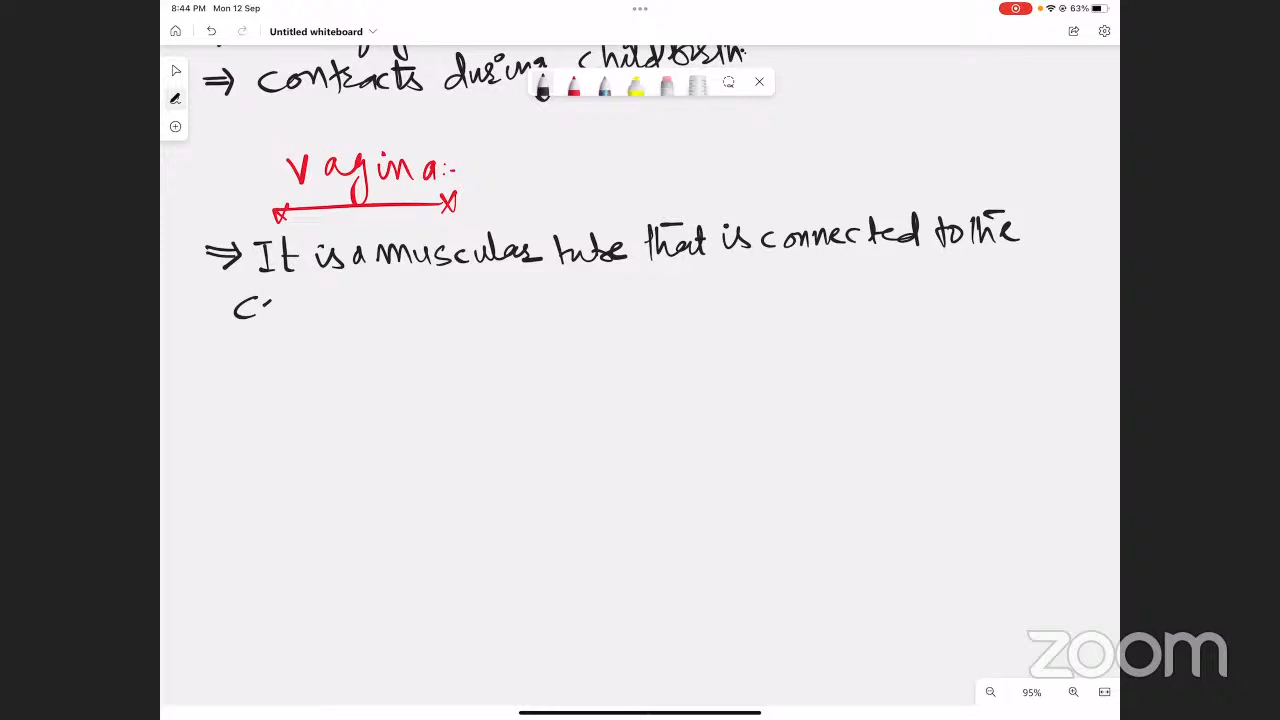 8:44 PM Mon 12 Sep
63%
Untitled whiteboard
⇒ contracts during childbirth.
Vagina:-
⇒ It is a muscular tube that is connected to the
zoom
95%